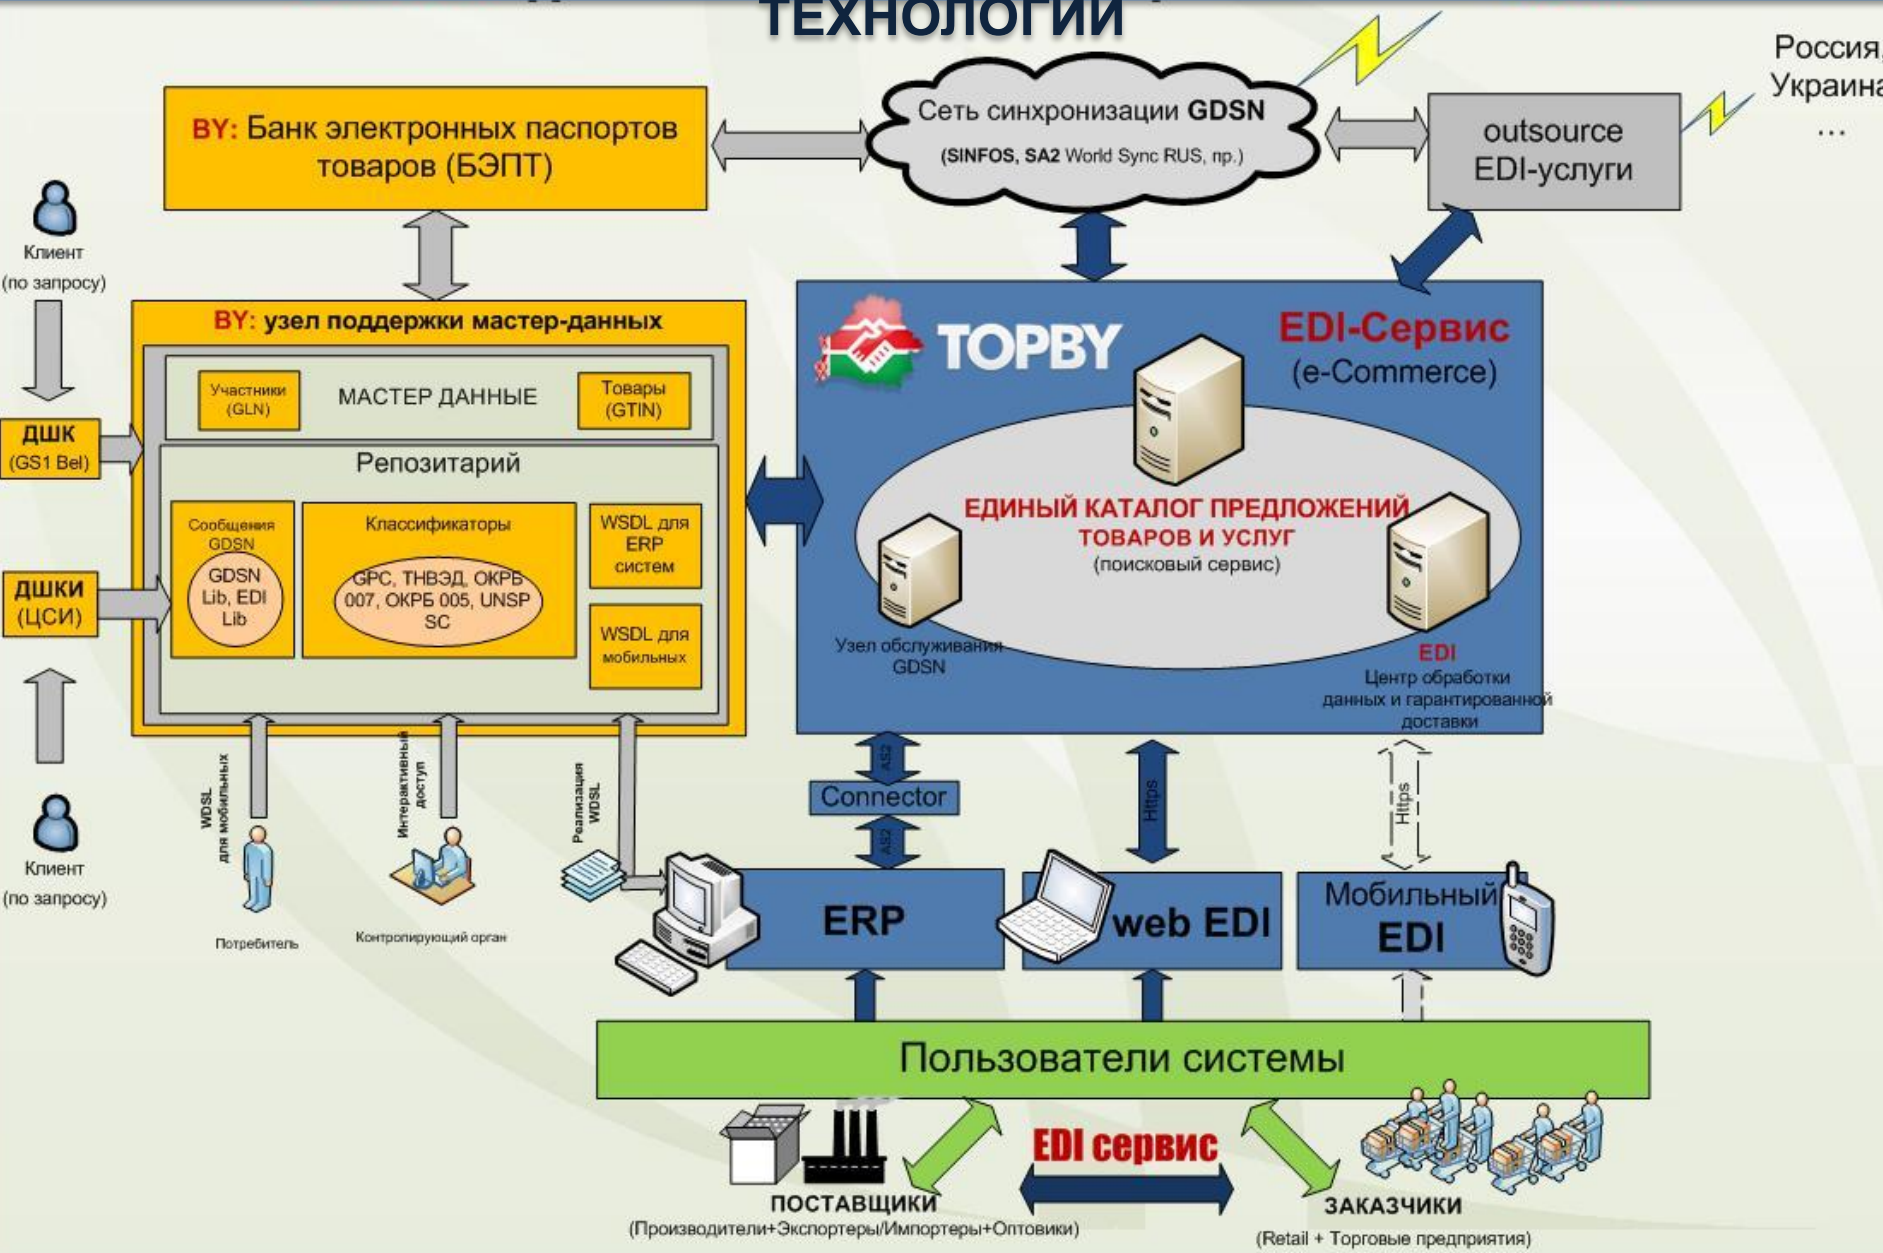 ТЕХНОЛОГИИ
Россия,
Украина
...
BY: Банк электронных паспортов
товаров (БЭПТ)
Сеть синхронизации GDSN
(SINFOS, SA2 World Sync RUS, пр.)
outsource
EDI-услуги
Клиент
(по запросу)
BY: узел поддержки мастер-данных
Участники
(GLN)
МАСТЕР ДАННЫЕ
Товары
(GTIN)
ДШК
(GS1 Bel)
Репозитарий
Сообщения
GDSN
GDSN
Lib, EDI
Lib
Классификаторы
GPC, ТНВЭД, ОКРБ
007, ОКРБ 005, UNSP
SC
WSDL для
ERP
систем
WSDL для
мобильных
ДШКИ
(ЦСИ)
Клиент
(по запросу)
TOPBY
EDI-Сервис
(e-Commerce)
ЕДИНЫЙ КАТАЛОГ ПРЕДЛОЖЕНИЙ
ТОВАРОВ И УСЛУГ
(поисковый сервис)
Узел обслуживания
GDSN
EDI
Центр обработки
данных и гарантированной
доставки
WDSL
для мобильных
Интерактивный
доступ
Реализация
WDSL
Потребитель
Контролирующий орган
AS2
Connector
AS2
Https
Https
ERP
web EDI
Мобильный
EDI
Пользователи системы
EDI сервис
ПОСТАВЩИКИ
(Производители+Экспортеры/Импортеры+Оптовики)
ЗАКАЗЧИКИ
(Retail + Торговые предприятия)